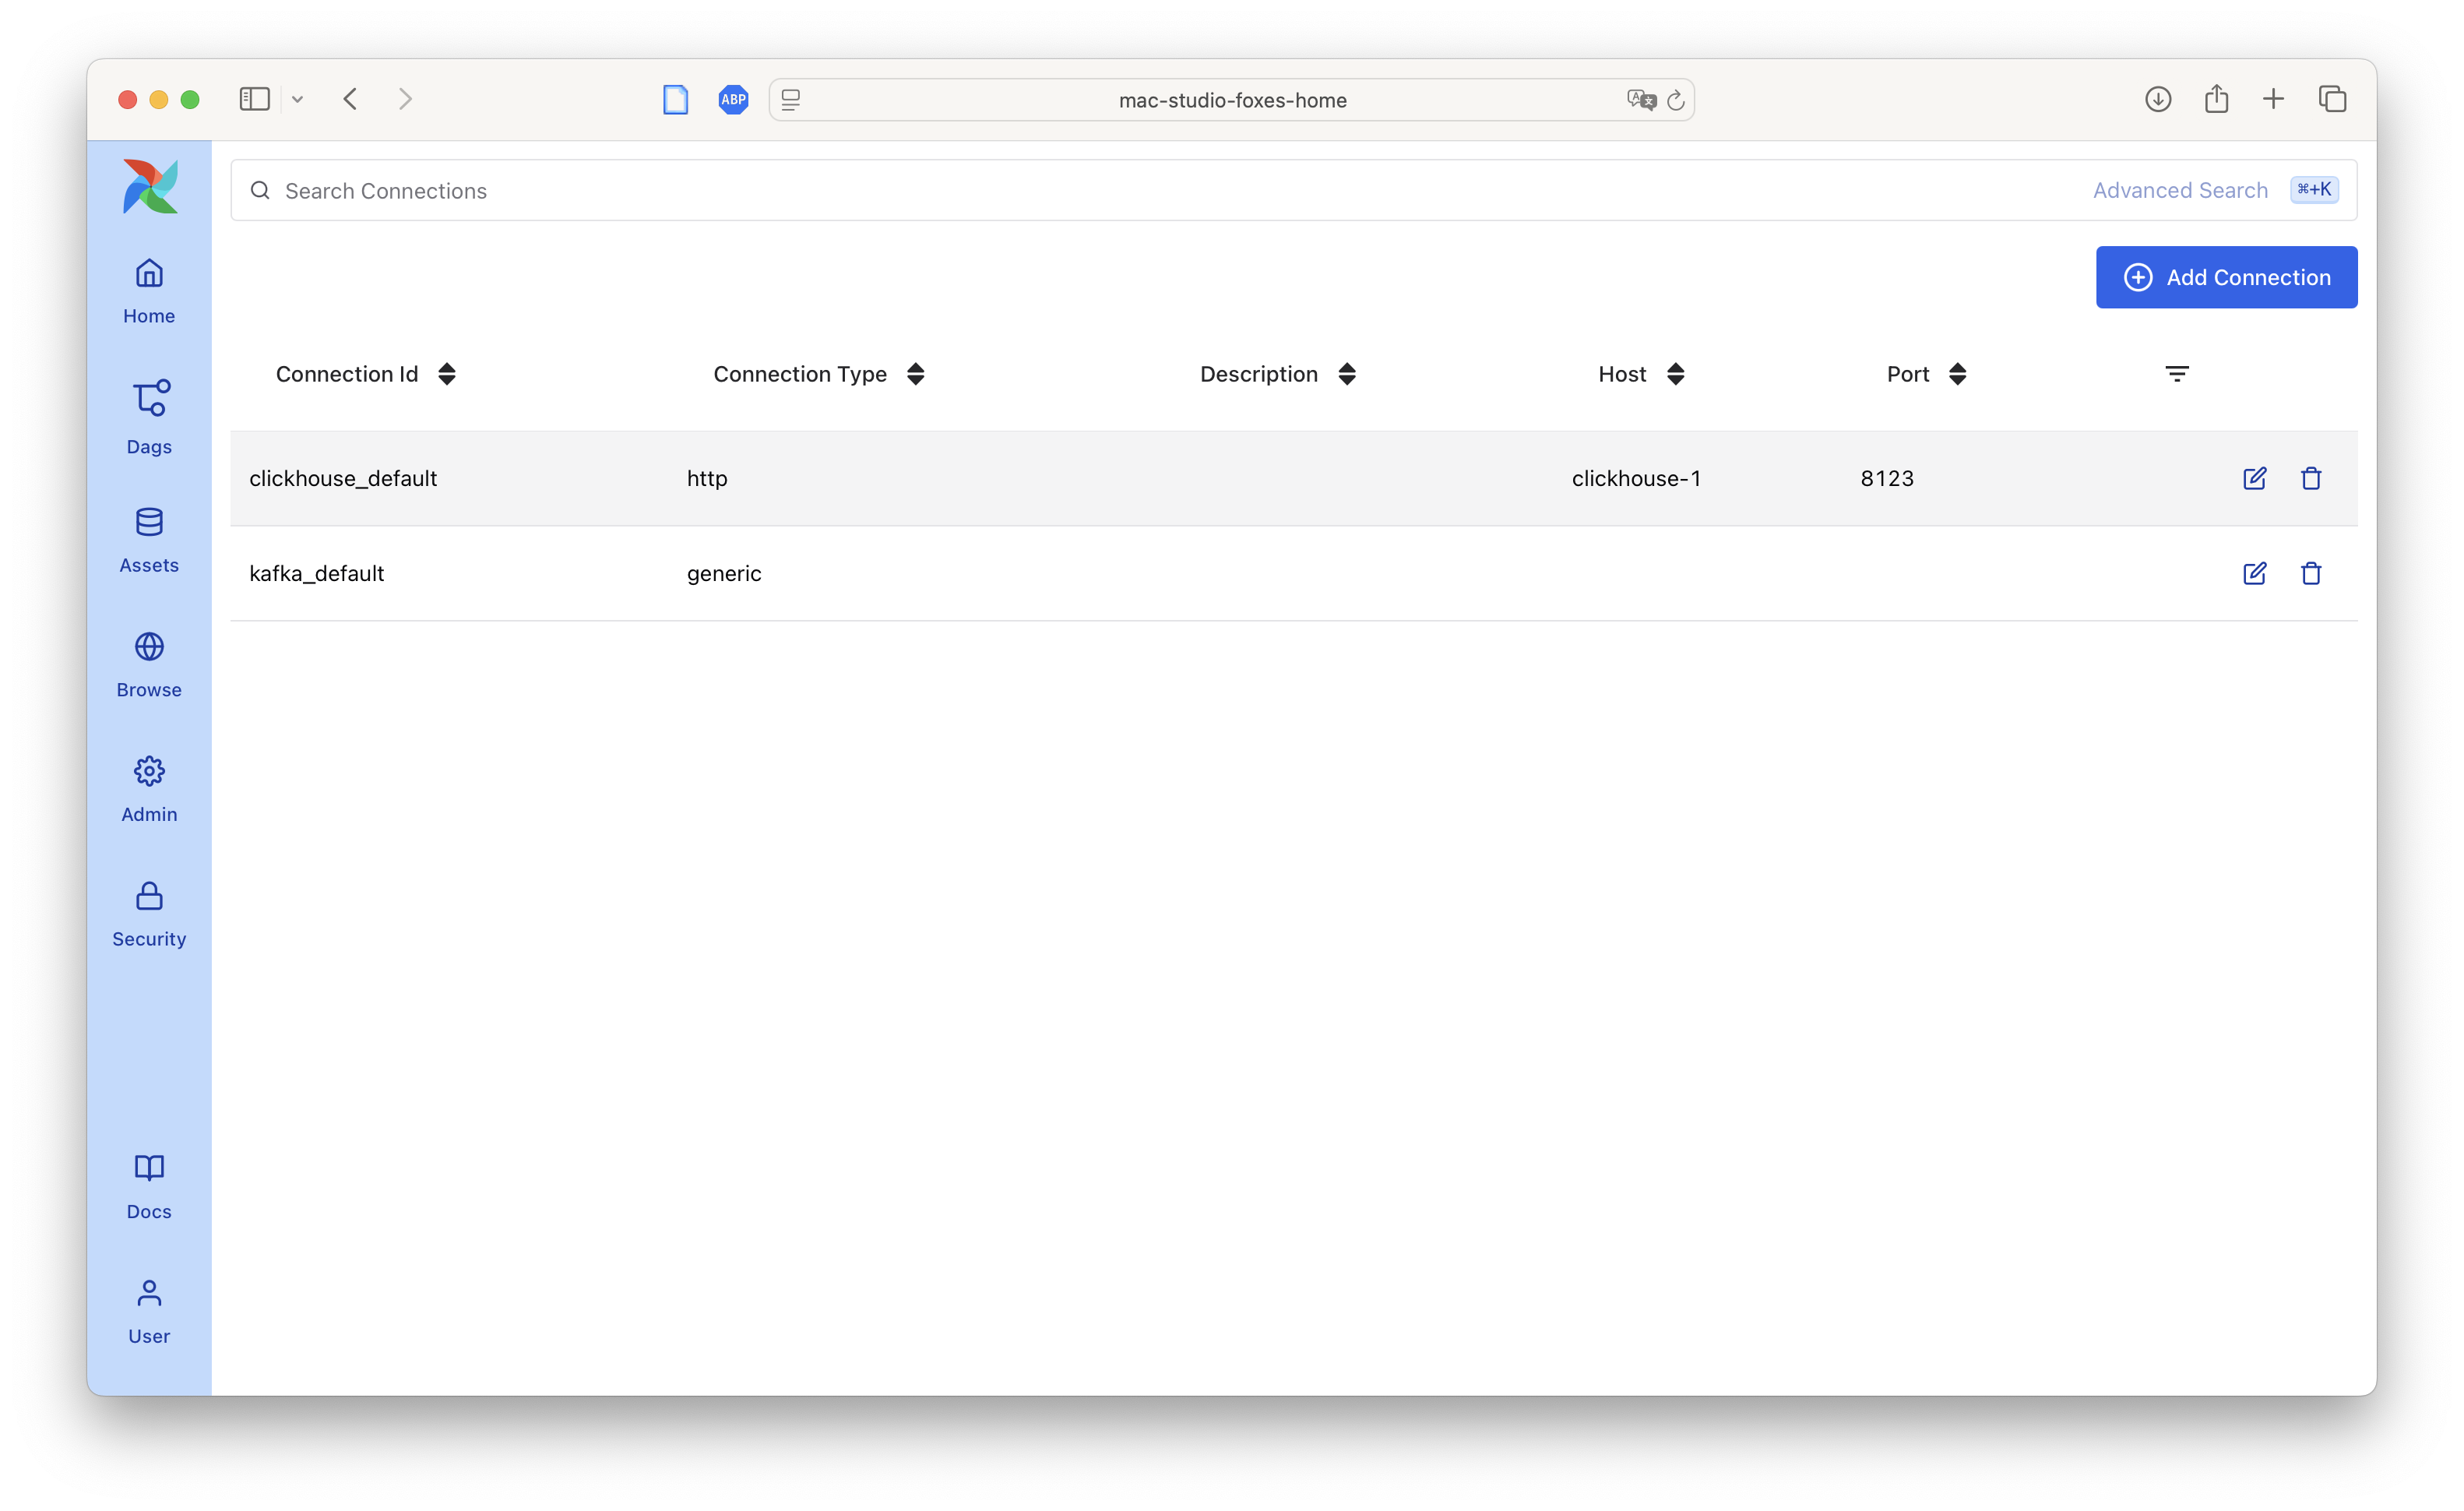 ABP
mac-studio-foxes-home
Search Connections
Advanced Search
⌘+K
Home
Add Connection
Connection Id
Connection Type
Description
Host
Port
Dags
clickhouse_default
http
clickhouse-1
8123
Assets
kafka_default
generic
Browse
Admin
Security
Docs
User